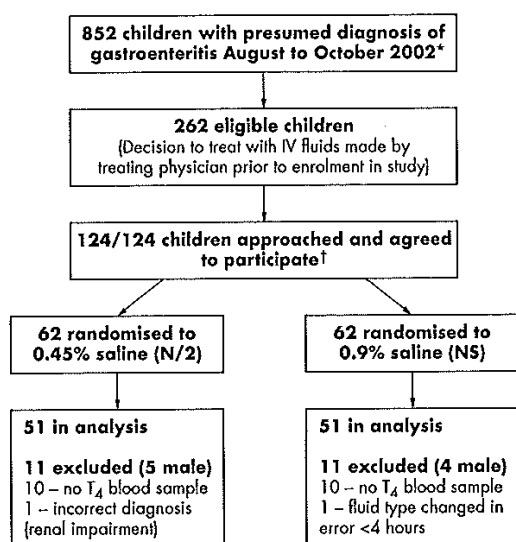 852 children with presumed diagnosis of
gastroenteritis August to October 2002*
262 eligible children
(Decision to treat with IV fluids made by
treating physician prior to enrolment in study)
124/124 children approached and agreed
to participate†
62 randomised to
0.45% saline (N/2)
62 randomised to
0.9% saline (NS)
51 in analysis
11 excluded (5 male)
10 – no T4 blood sample
1 – incorrect diagnosis
(renal impairment)
51 in analysis
11 excluded (4 male)
10 – no T4 blood sample
1 – fluid type changed in
error <4 hours